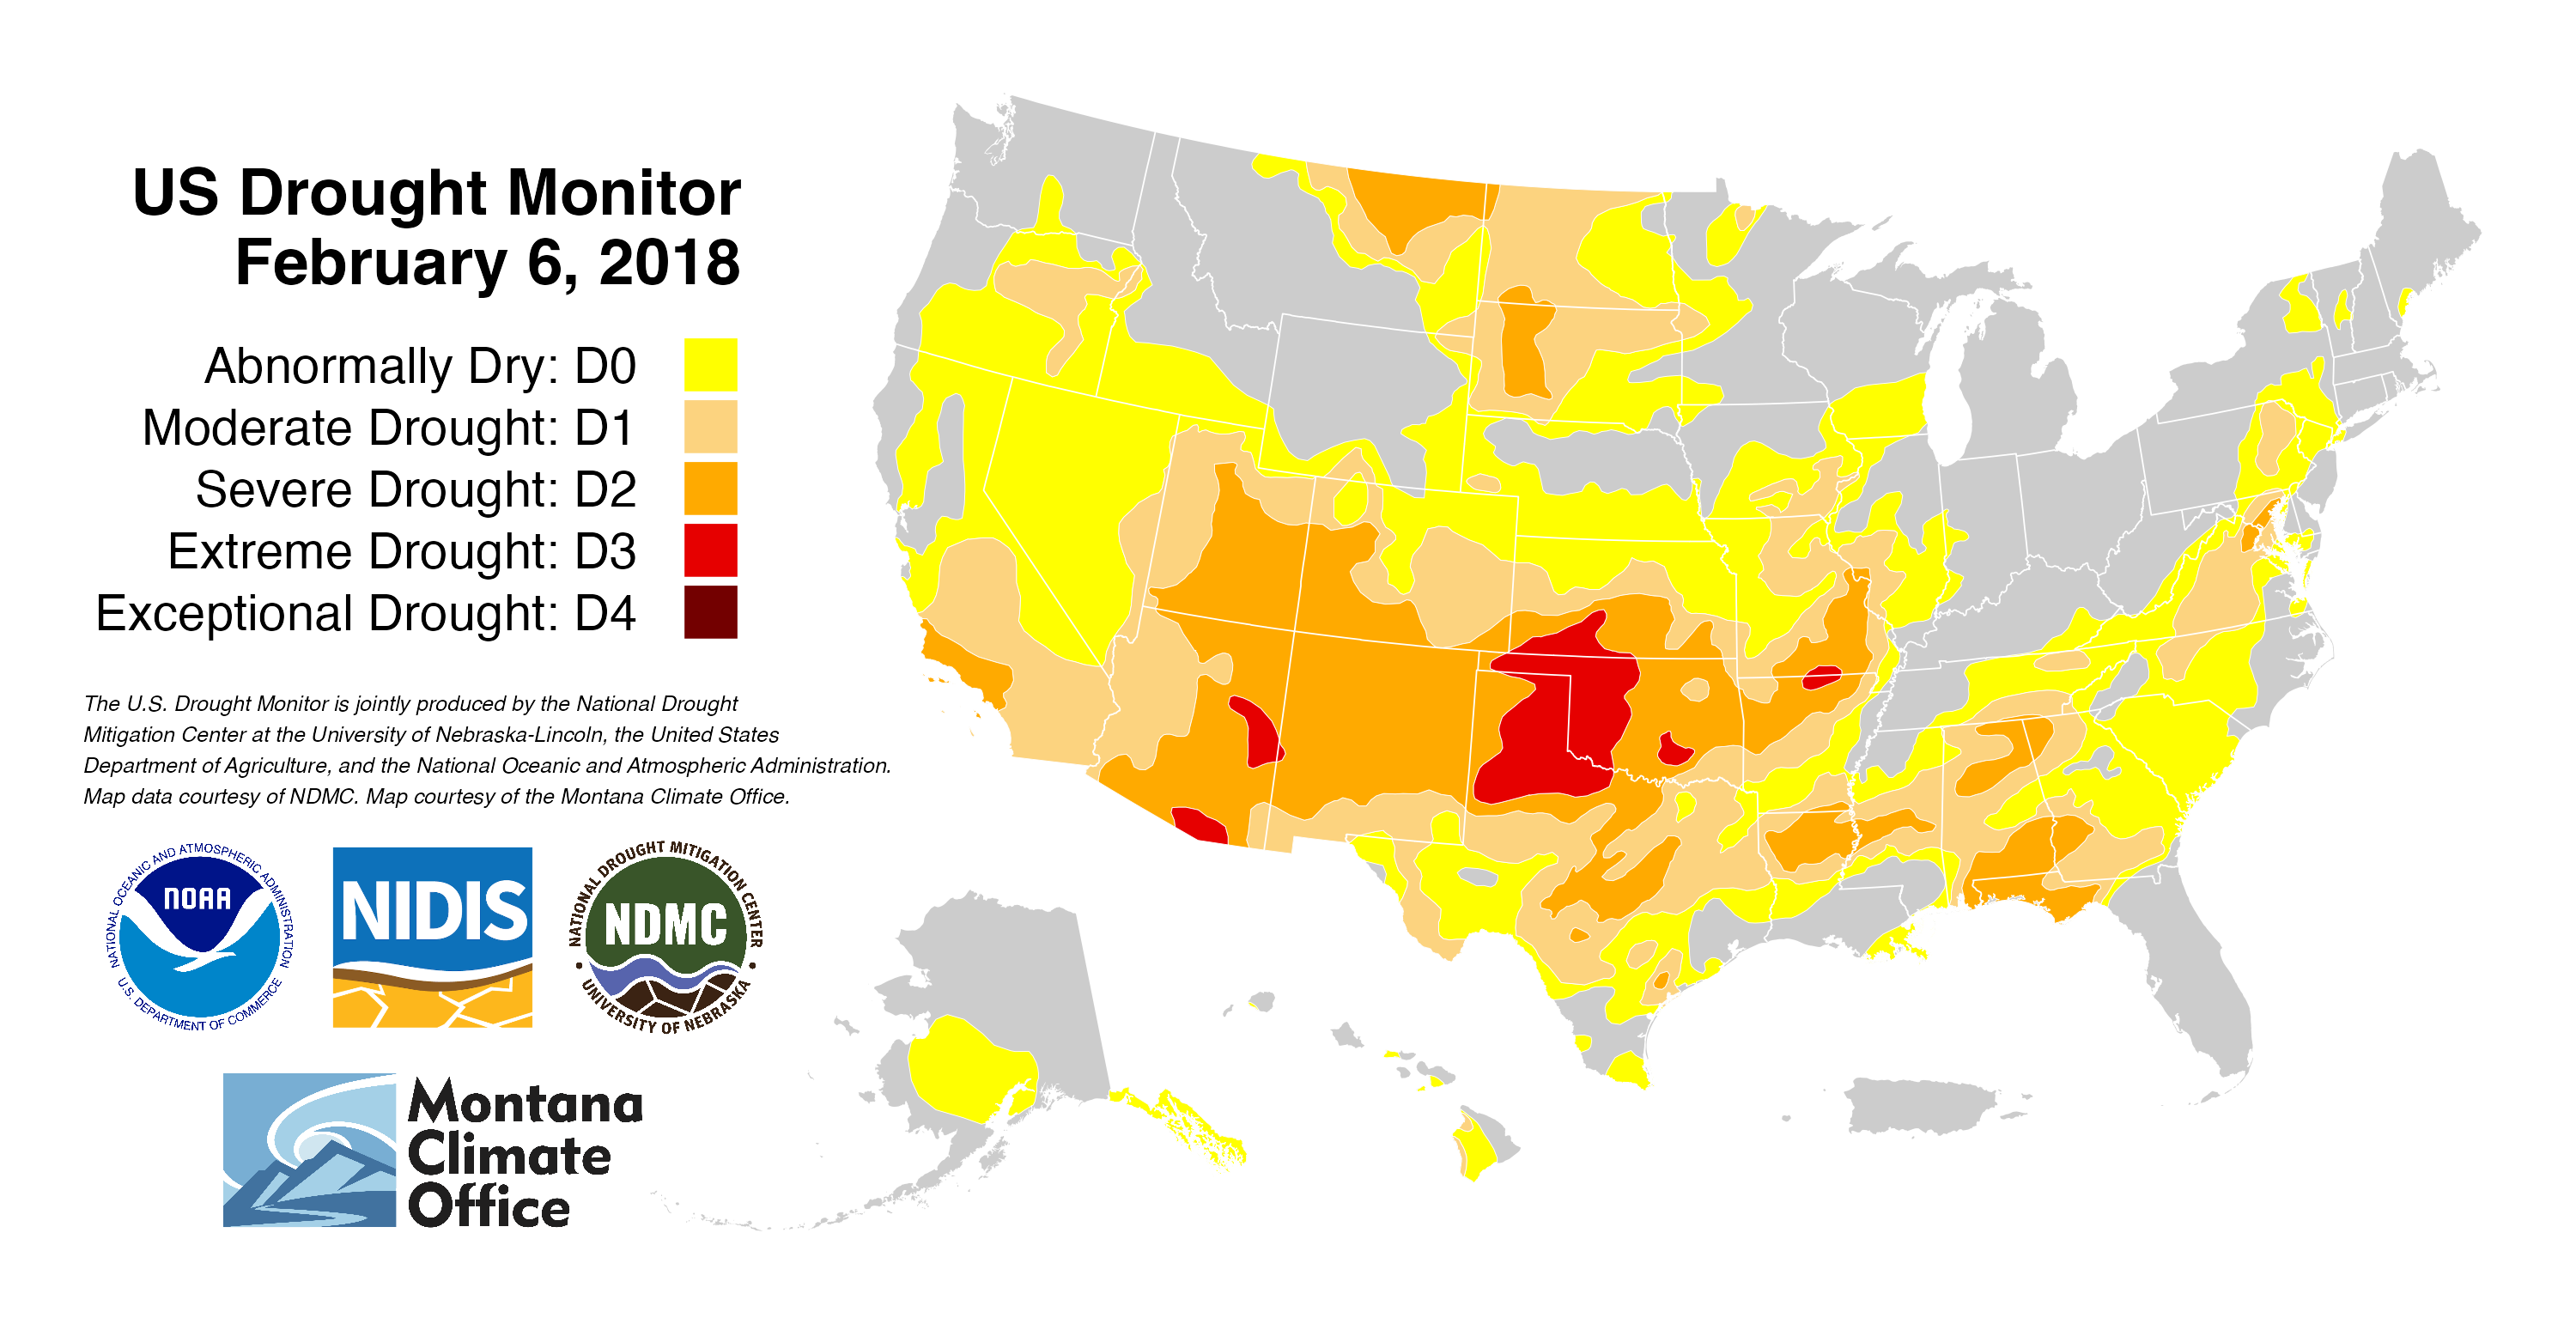 US Drought Monitor
February 6, 2018
Abnormally Dry: D0
Moderate Drought: D1
Severe Drought: D2
Extreme Drought: D3
Exceptional Drought: D4
The U.S. Drought Monitor is jointly produced by the National Drought
Mitigation Center at the University of Nebraska-Lincoln, the United States
Department of Agriculture, and the National Oceanic and Atmospheric Administration.
Map data courtesy of NDMC. Map courtesy of the Montana Climate Office.
NATIONAL OCEANIC AND ATMOSPHERIC ADMINISTRATION
NOAA
U.S. DEPARTMENT OF COMMERCE
NIDIS
NATIONAL DROUGHT MITIGATION CENTER
NDMC
UNIVERSITY OF NEBRASKA
Montana
Climate
Office